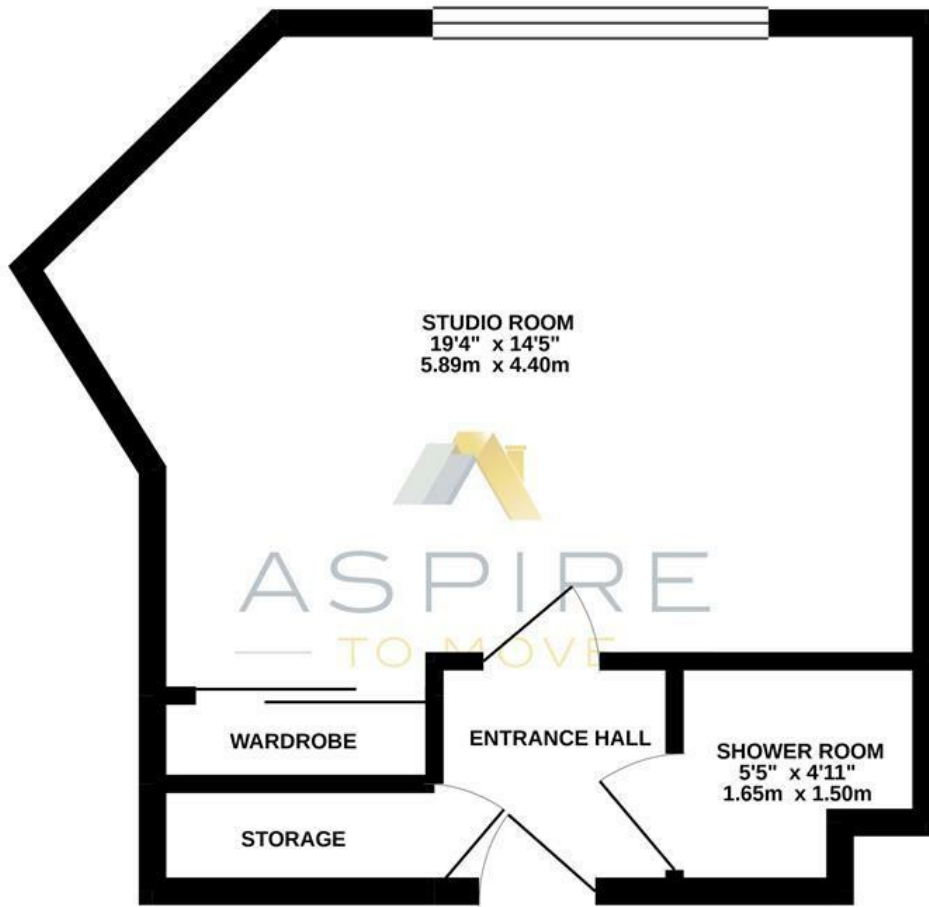 STUDIO ROOM
19'4" x 14'5"
5.89m x 4.40m
ASPIRE
TO MOVE
WARDROBE
ENTRANCE HALL
SHOWER ROOM
5'5" x 4'11"
1.65m x 1.50m
STORAGE